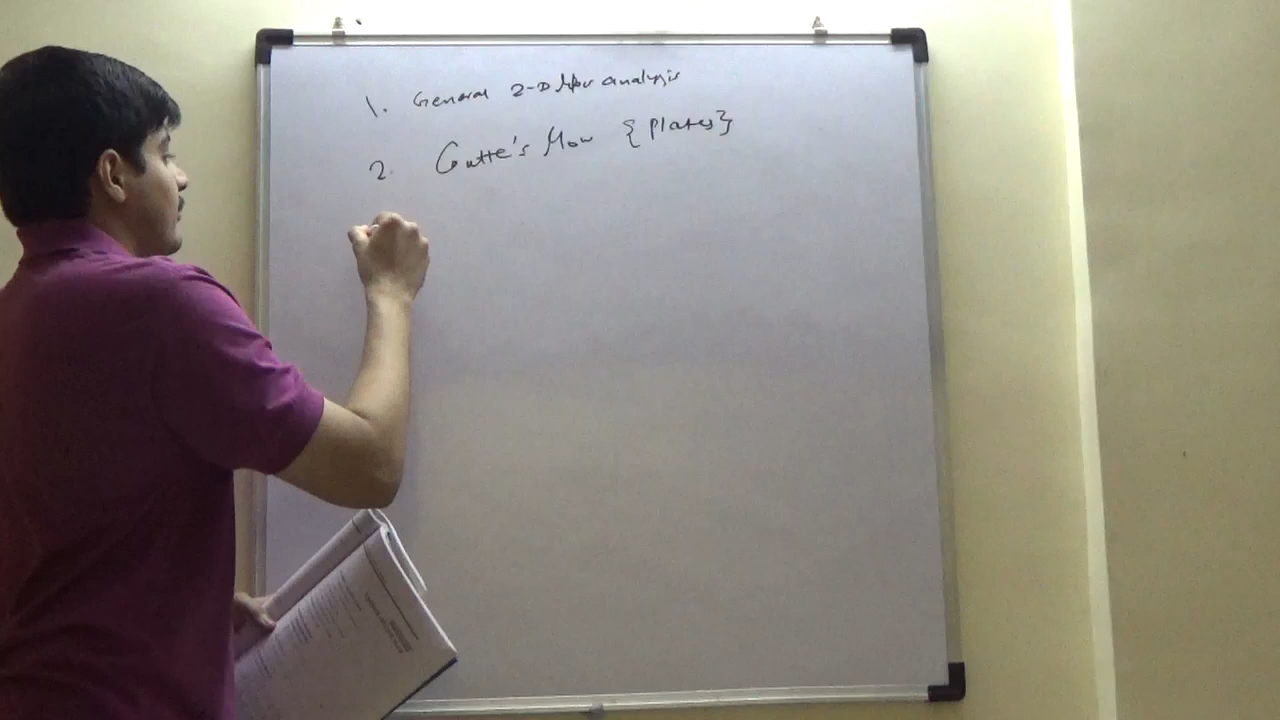 1. General 2-D flow analysis
2. Coutte's flow {plates}